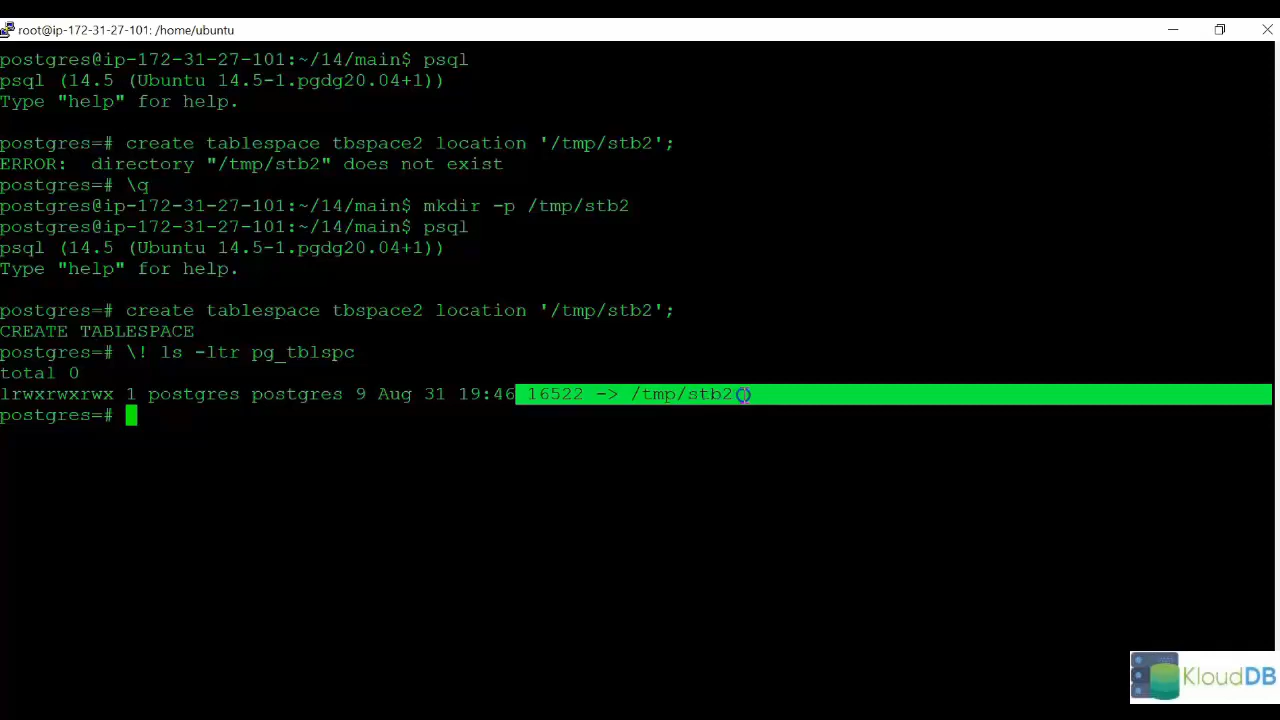 root@ip-172-31-27-101: /home/ubuntu
postgres@ip-172-31-27-101:~/14/main$ psql
psql (14.5 (Ubuntu 14.5-1.pgdg20.04+1))
Type "help" for help.
postgres=# create tablespace tbspace2 location '/tmp/stb2';
ERROR:  directory "/tmp/stb2" does not exist
postgres=# \q
postgres@ip-172-31-27-101:~/14/main$ mkdir -p /tmp/stb2
postgres@ip-172-31-27-101:~/14/main$ psql
psql (14.5 (Ubuntu 14.5-1.pgdg20.04+1))
Type "help" for help.
postgres=# create tablespace tbspace2 location '/tmp/stb2';
CREATE TABLESPACE
postgres=# \! ls -ltr pg_tblspc
total 0
lrwxrwxrwx 1 postgres postgres 9 Aug 31 19:46 16522 -> /tmp/stb2
postgres=#
KloudDB